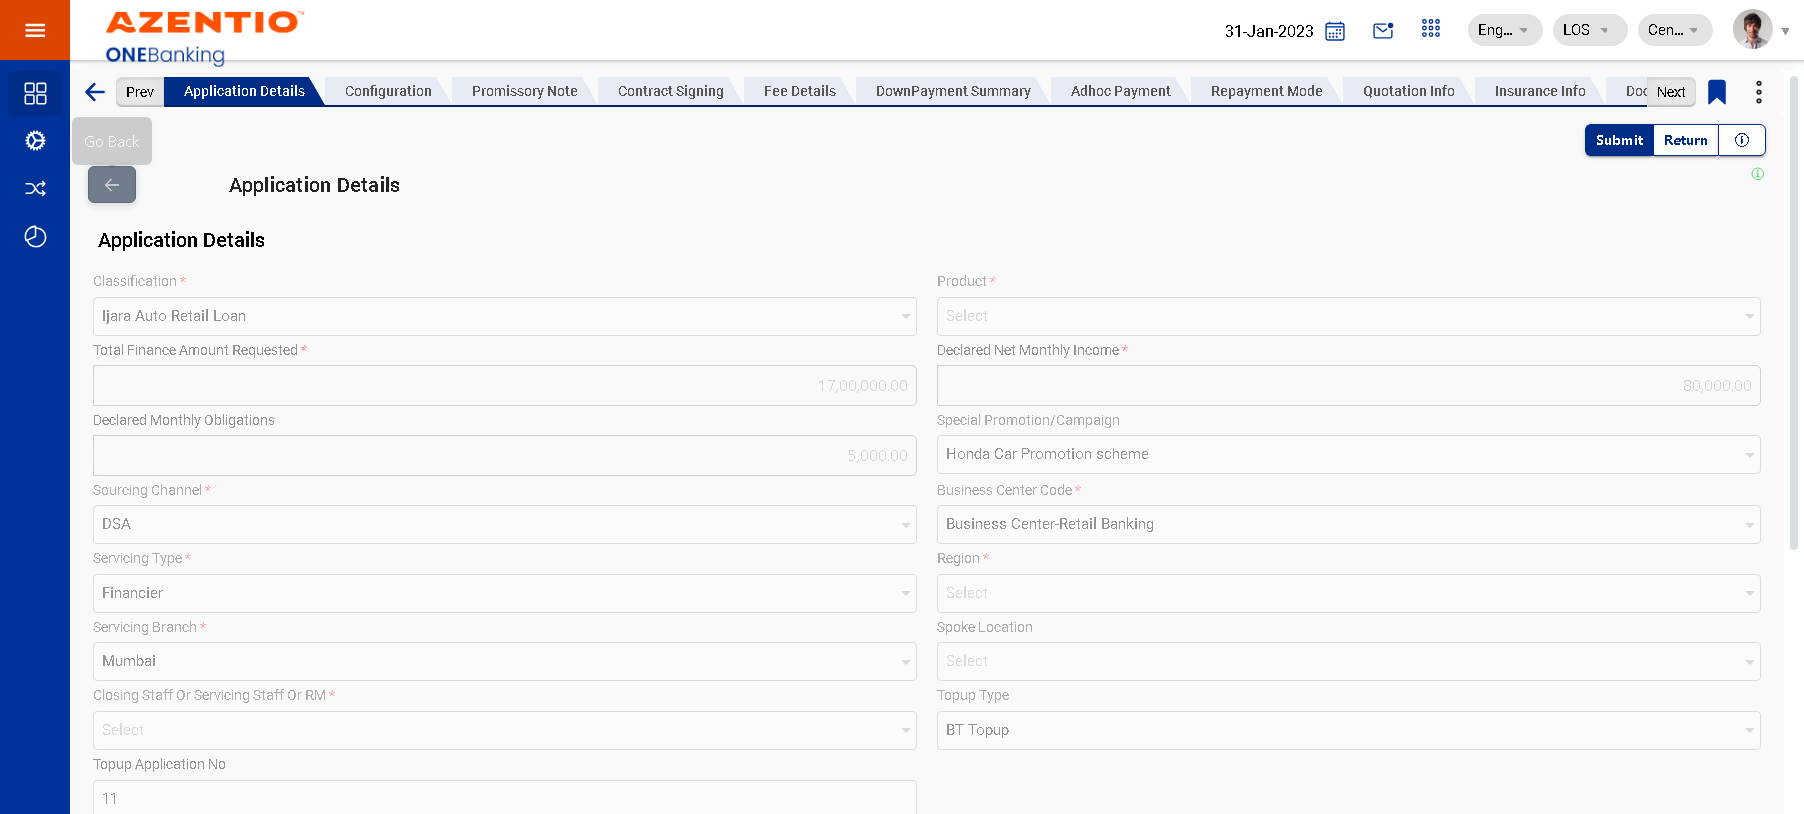 AZENTIO™
ONEBanking
31-Jan-2023
Eng...
LOS
Cen...
Prev
Application Details
Configuration
Promissory Note
Contract Signing
Fee Details
DownPayment Summary
Adhoc Payment
Repayment Mode
Quotation Info
Insurance Info
Doc
Next
Go Back
Submit
Return
Application Details
Application Details
Classification *
Product *
Ijara Auto Retail Loan
Select
Total Finance Amount Requested *
Declared Net Monthly Income *
17,00,000.00
80,000.00
Declared Monthly Obligations
Special Promotion/Campaign
5,000.00
Honda Car Promotion scheme
Sourcing Channel *
Business Center Code *
DSA
Business Center-Retail Banking
Servicing Type *
Region *
Financier
Select
Servicing Branch *
Spoke Location
Mumbai
Select
Closing Staff Or Servicing Staff Or RM *
Topup Type
Select
BT Topup
Topup Application No
11